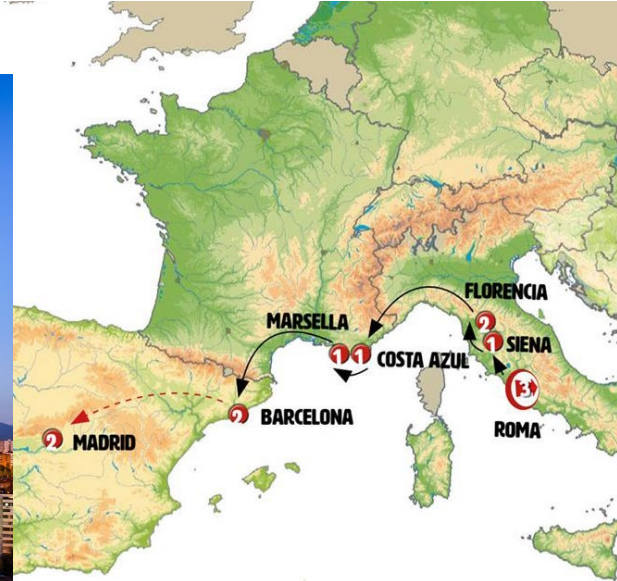 FLORENCIA
2
MARSELLA
1 SIENA
1 1 COSTA AZUL
3
2 BARCELONA
ROMA
2 MADRID